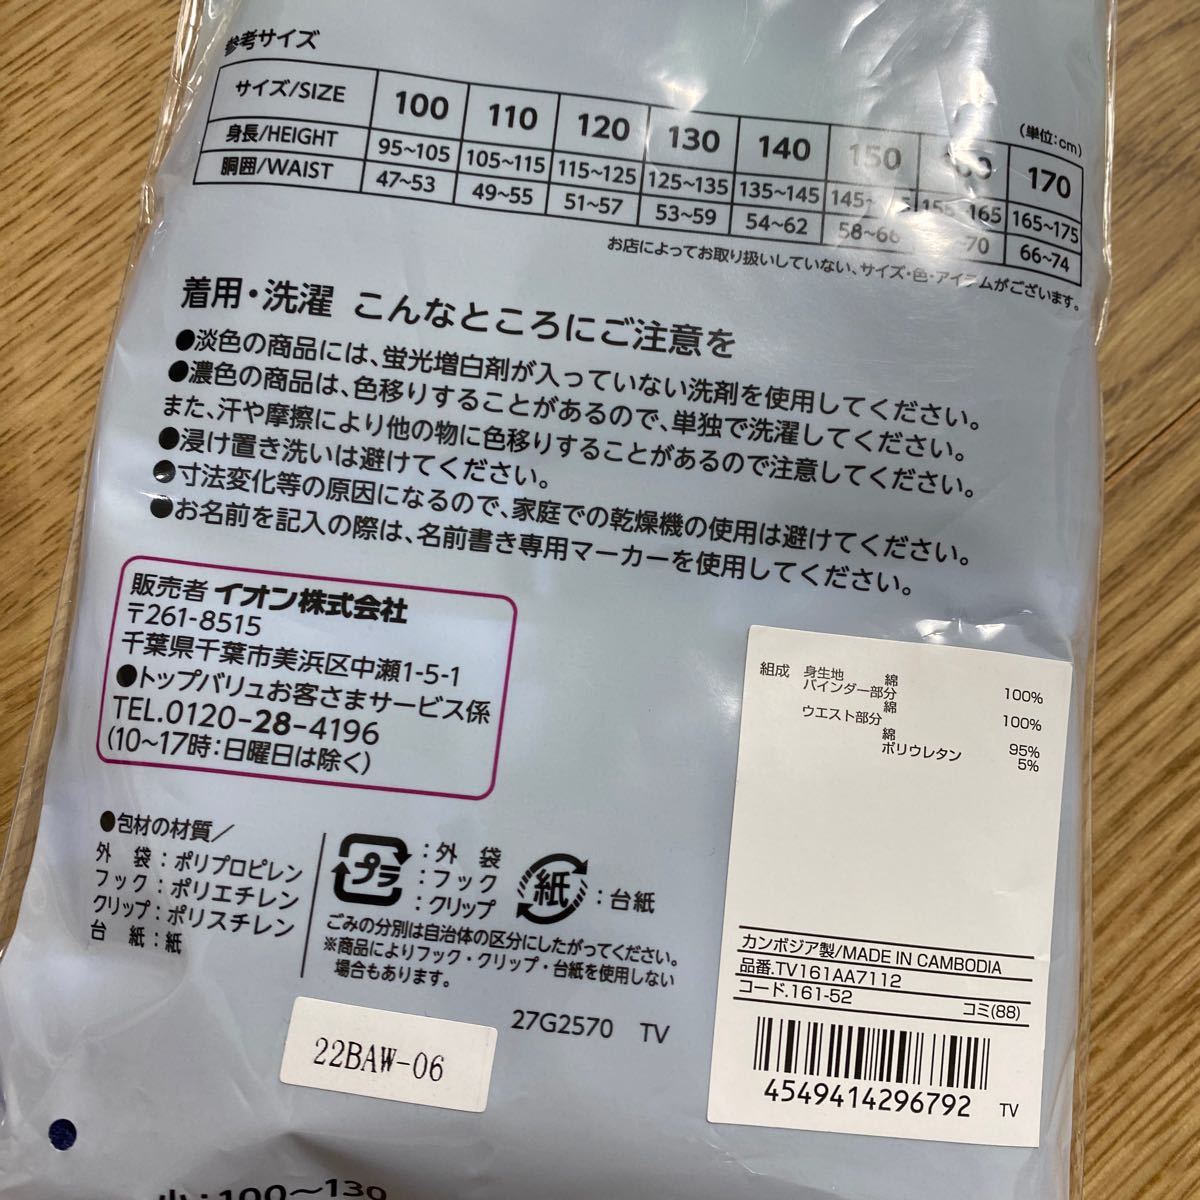 参考サイズ
(単位:cm)
サイズ/SIZE 100 110 120 130 140 150 170
身長/HEIGHT 95~105 105~115 115~125 125~135 135~145 165~175
胴囲/WAIST 47~53 49~55 51~57 53~59 54~62 58~66 66~74
お店によってお取り扱いしていない、サイズ・色・アイテムがございます。
着用・洗濯 こんなところにご注意を
●淡色の商品には、蛍光増白剤が入っていない洗剤を使用してください。
●濃色の商品は、色移りすることがあるので、単独で洗濯してください。
また、汗や摩擦により他の物に色移りすることがあるので注意してください。
●浸け置き洗いは避けてください。
●寸法変化等の原因になるので、家庭での乾燥機の使用は避けてください。
●お名前を記入の際は、名前書き専用マーカーを使用してください。
販売者 イオン株式会社
〒261-8515
千葉県千葉市美浜区中瀬1-5-1
●トップバリュお客さまサービス係
TEL.0120-28-4196
(10~17時:日曜日は除く)
●包材の材質/
外 袋:ポリプロピレン
フック:ポリエチレン
クリップ:ポリスチレン
台 紙:紙
プラ
:外 袋
:フック
:クリップ
紙 :台紙
ごみの分別は自治体の区分にしたがってください。
※商品によりフック・クリップ・台紙を使用しない
場合もあります。
27G2570 TV
22BAW-06
組成 身生地
綿 100%
バインダー部分
綿 100%
ウエスト部分
綿 95%
ポリウレタン 5%
カンボジア製/MADE IN CAMBODIA
品番.TV161AA7112
コード.161-52 コミ(88)
4549414296792 TV
小:100~130